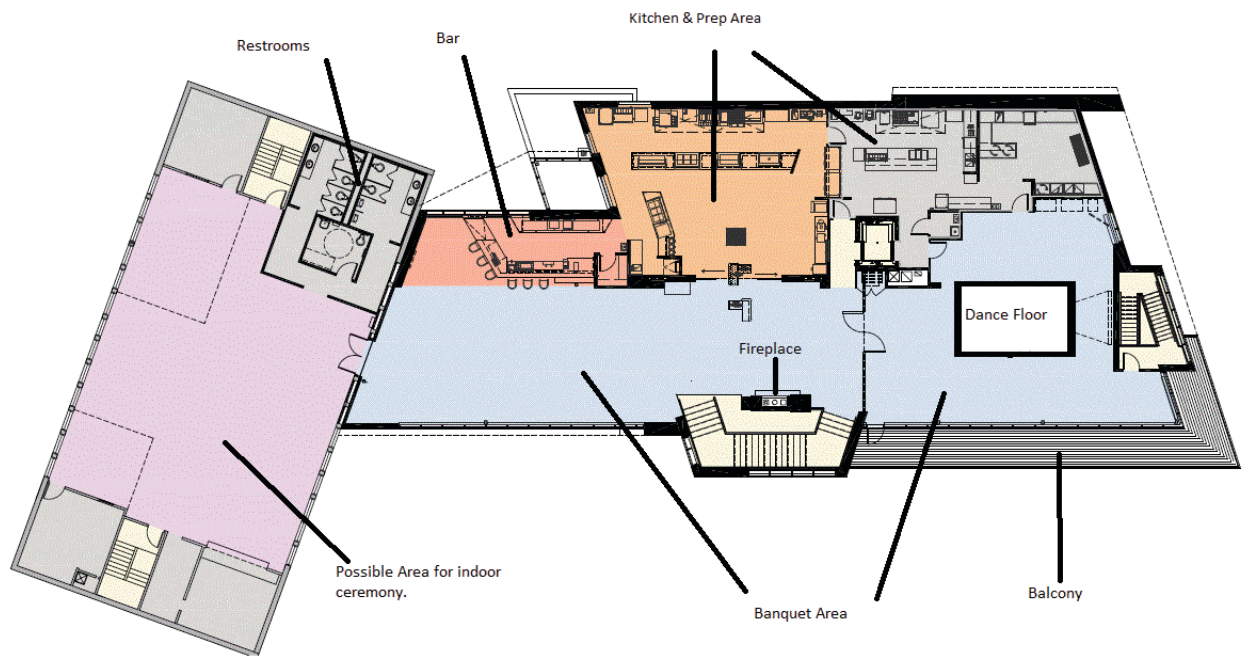 Kitchen & Prep Area
Restrooms
Bar
Dance Floor
Fireplace
Possible Area for indoor
ceremony.
Banquet Area
Balcony